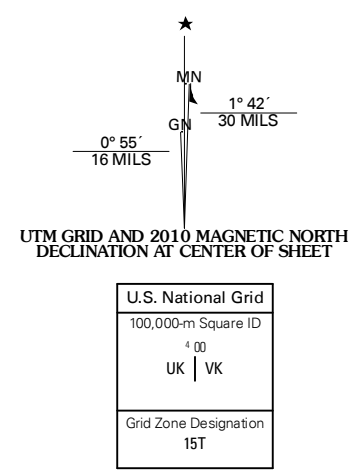 MN
1° 42´
30 MILS
GN
0° 55´
16 MILS
UTM GRID AND 2010 MAGNETIC NORTH
DECLINATION AT CENTER OF SHEET
U.S. National Grid
100,000-m Square ID
4 00
UK VK
Grid Zone Designation
15T